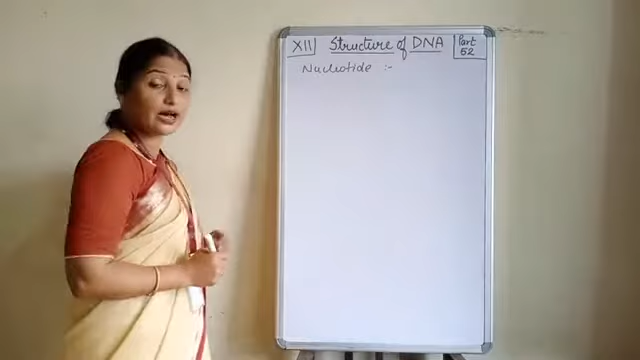 XII Structure of DNA Part 52
Nucleotide :-